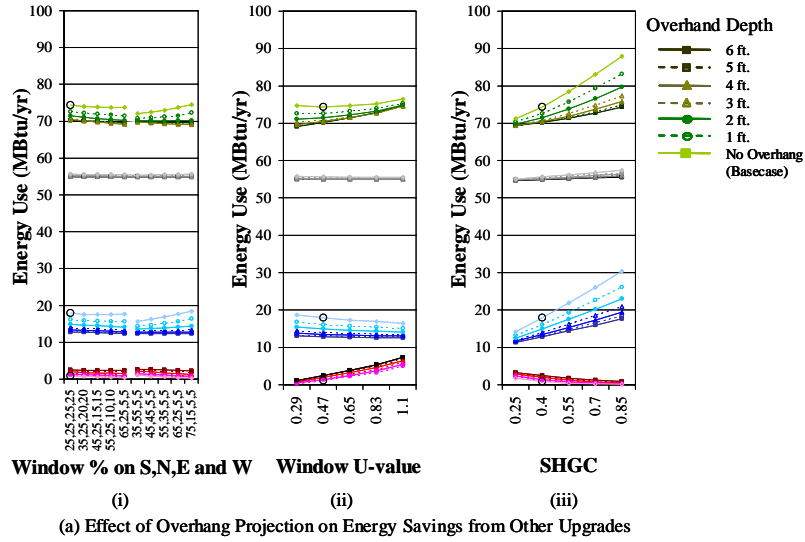 Overhand Depth
6 ft.
5 ft.
4 ft.
3 ft.
2 ft.
1 ft.
No Overhang
(Basecase)
Energy Use (MBtu/yr)
100
90
80
70
60
50
40
30
20
10
0
25,25,25,25
35,25,20,20
45,25,15,15
55,25,10,10
65,25,5,5
35,55,5,5
45,45,5,5
55,35,5,5
65,25,5,5
75,15,5,5
Window % on S,N,E and W
(i)
Energy Use (MBtu/yr)
100
90
80
70
60
50
40
30
20
10
0
0.29
0.47
0.65
0.83
1.1
Window U-value
(ii)
Energy Use (MBtu/yr)
100
90
80
70
60
50
40
30
20
10
0
0.25
0.4
0.55
0.7
0.85
SHGC
(iii)
(a) Effect of Overhang Projection on Energy Savings from Other Upgrades